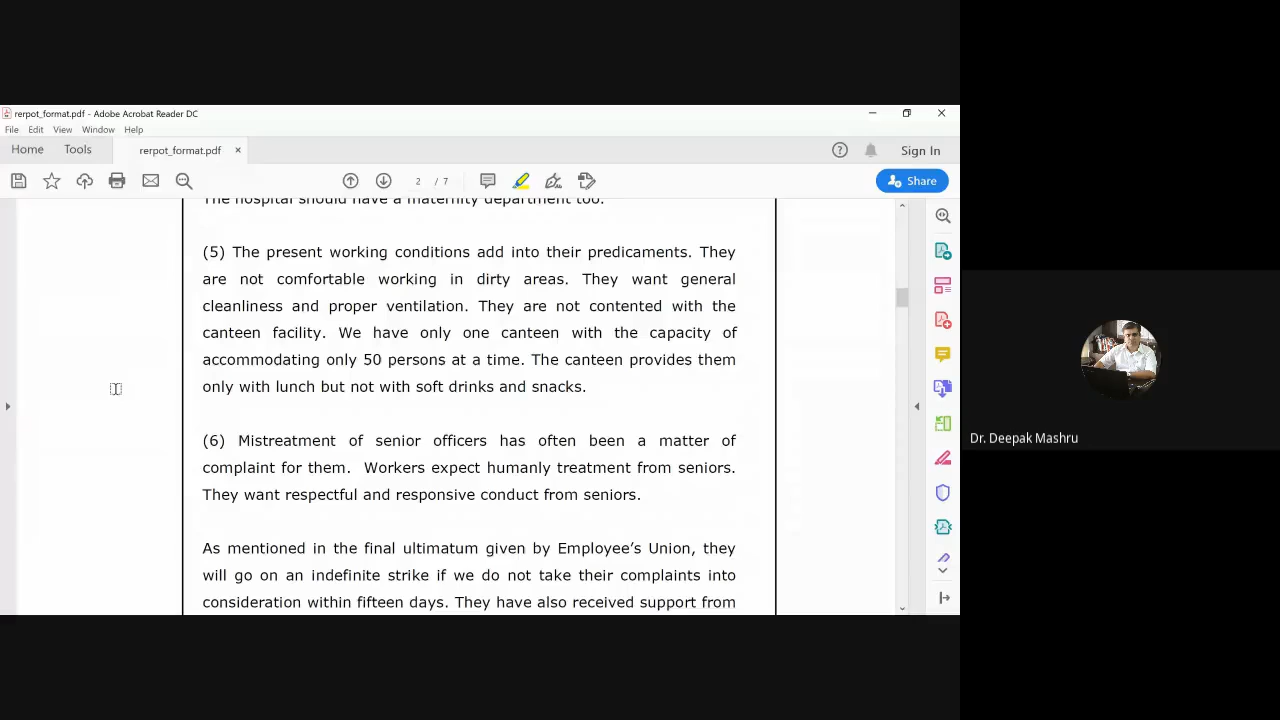 rerpot_format.pdf - Adobe Acrobat Reader DC
File Edit View Window Help
Home Tools rerpot_format.pdf × Sign In
2 / 7 Share
The hospital should have a maternity department too.
(5) The present working conditions add into their predicaments. They
are not comfortable working in dirty areas. They want general
cleanliness and proper ventilation. They are not contented with the
canteen facility. We have only one canteen with the capacity of
accommodating only 50 persons at a time. The canteen provides them
only with lunch but not with soft drinks and snacks.
(6) Mistreatment of senior officers has often been a matter of
complaint for them. Workers expect humanly treatment from seniors.
They want respectful and responsive conduct from seniors.
As mentioned in the final ultimatum given by Employee’s Union, they
will go on an indefinite strike if we do not take their complaints into
consideration within fifteen days. They have also received support from
Dr. Deepak Mashru